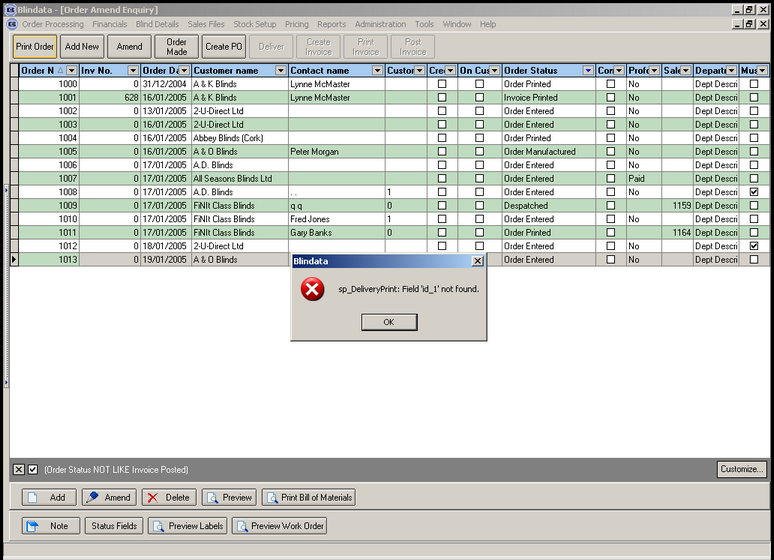 Blindata - [Order Amend Enquiry]
Order Processing Financials Blind Details Sales Files Stock Setup Pricing Reports Administration Tools Window Help
Print Order Add New Amend Order Made Create PO Deliver Create Invoice Print Invoice Post Invoice
Order N Inv No. Order Da Customer name Contact name Custor Cre On Cus Order Status Con Profo Sale Depart Mus
1000 0 31/12/2004 A & K Blinds Lynne McMaster Order Printed No Dept Descri
1001 628 16/01/2005 A & K Blinds Lynne McMaster Invoice Printed No Dept Descri
1002 0 13/01/2005 2-U-Direct Ltd Order Entered No Dept Descri
1003 0 16/01/2005 2-U-Direct Ltd Order Entered No Dept Descri
1004 0 16/01/2005 Abbey Blinds (Cork) Order Printed No Dept Descri
1005 0 16/01/2005 A & O Blinds Peter Morgan Order Manufactured No Dept Descri
1006 0 17/01/2005 A.D. Blinds Order Entered No Dept Descri
1007 0 17/01/2005 All Seasons Blinds Ltd Order Entered Paid Dept Descri
1008 0 17/01/2005 A.D. Blinds . . 1 Order Entered No Dept Descri
1009 0 17/01/2005 FiNIt Class Blinds q q 0 Despatched 1159 Dept Descri
1010 0 17/01/2005 FiNIt Class Blinds Fred Jones 1 Order Entered No Dept Descri
1011 0 17/01/2005 FiNIt Class Blinds Gary Banks 0 Order Printed 1164 Dept Descri
1012 0 18/01/2005 2-U-Direct Ltd Order Entered No Dept Descri
1013 0 19/01/2005 A & O Blinds Order Entered No Dept Descri
Blindata
sp_DeliveryPrint: Field 'id_1' not found.
OK
(Order Status NOT LIKE Invoice Posted) Customize...
Add Amend Delete Preview Print Bill of Materials
Note Status Fields Preview Labels Preview Work Order